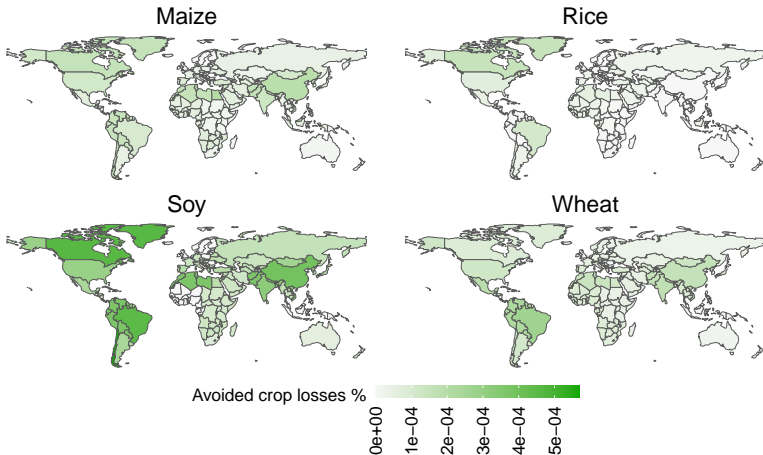 Maize
Rice
Soy
Wheat
Avoided crop losses %
0e+00
1e−04
2e−04
3e−04
4e−04
5e−04